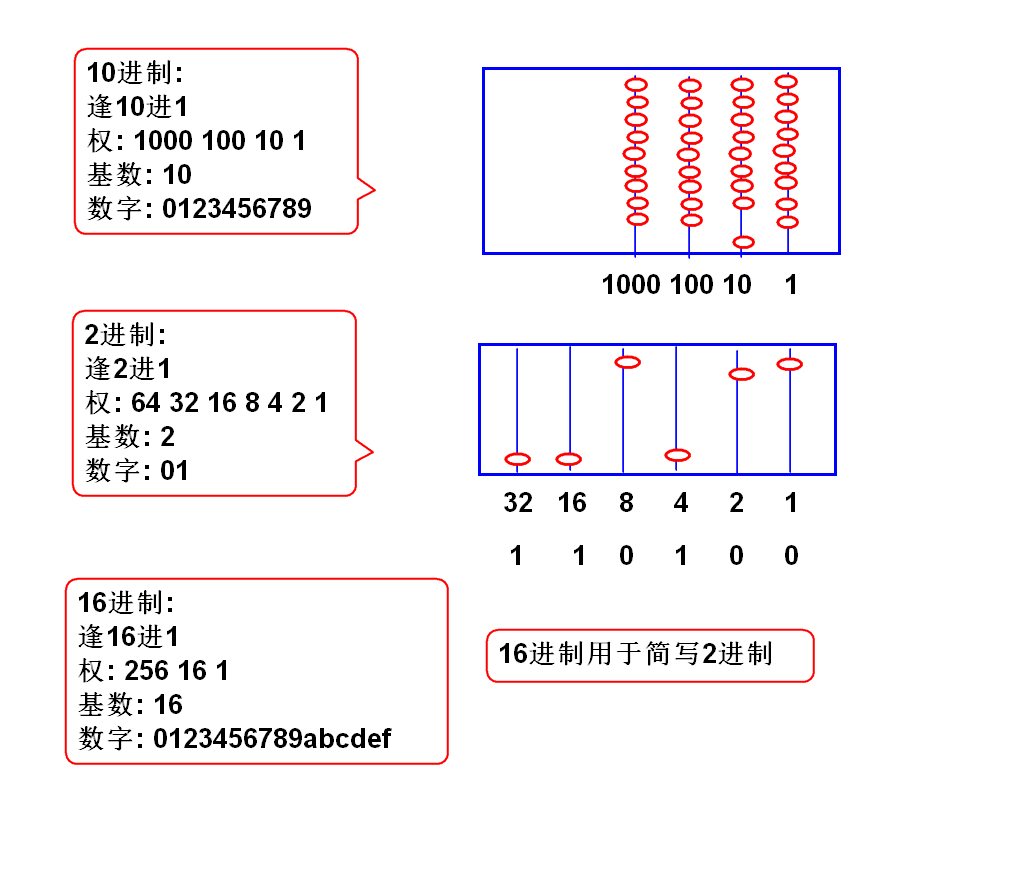 10进制:
逢10进1
权: 1000 100 10 1
基数: 10
数字: 0123456789
1000 100 10 1
2进制:
逢2进1
权: 64 32 16 8 4 2 1
基数: 2
数字: 01
32 16 8 4 2 1
1 1 0 1 0 0
16进制:
逢16进1
权: 256 16 1
基数: 16
数字: 0123456789abcdef
16进制用于简写2进制